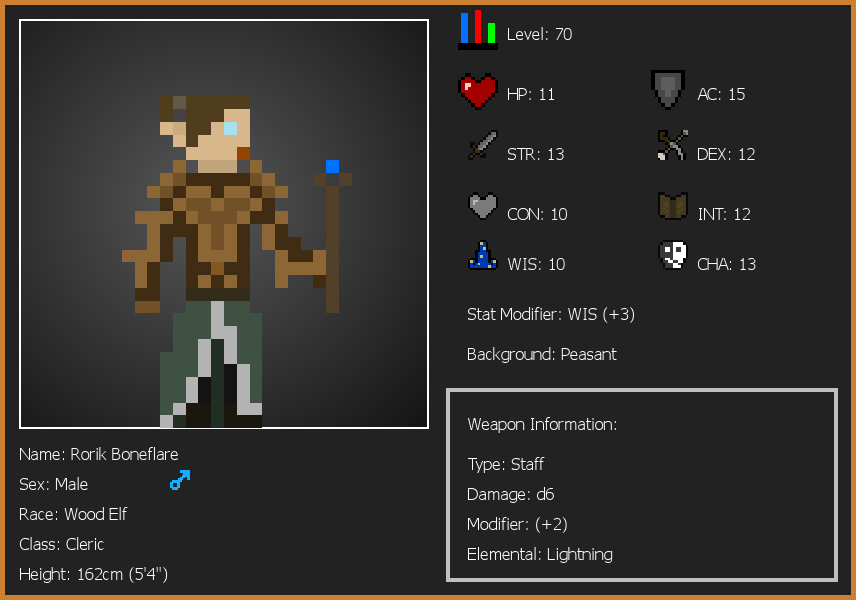 Level: 70
HP: 11
AC: 15
STR: 13
DEX: 12
CON: 10
INT: 12
WIS: 10
CHA: 13
Stat Modifier: WIS (+3)
Background: Peasant
Weapon Information:
Type: Staff
Damage: d6
Modifier: (+2)
Elemental: Lightning
Name: Rorik Boneflare
Sex: Male
Race: Wood Elf
Class: Cleric
Height: 162cm (5'4")